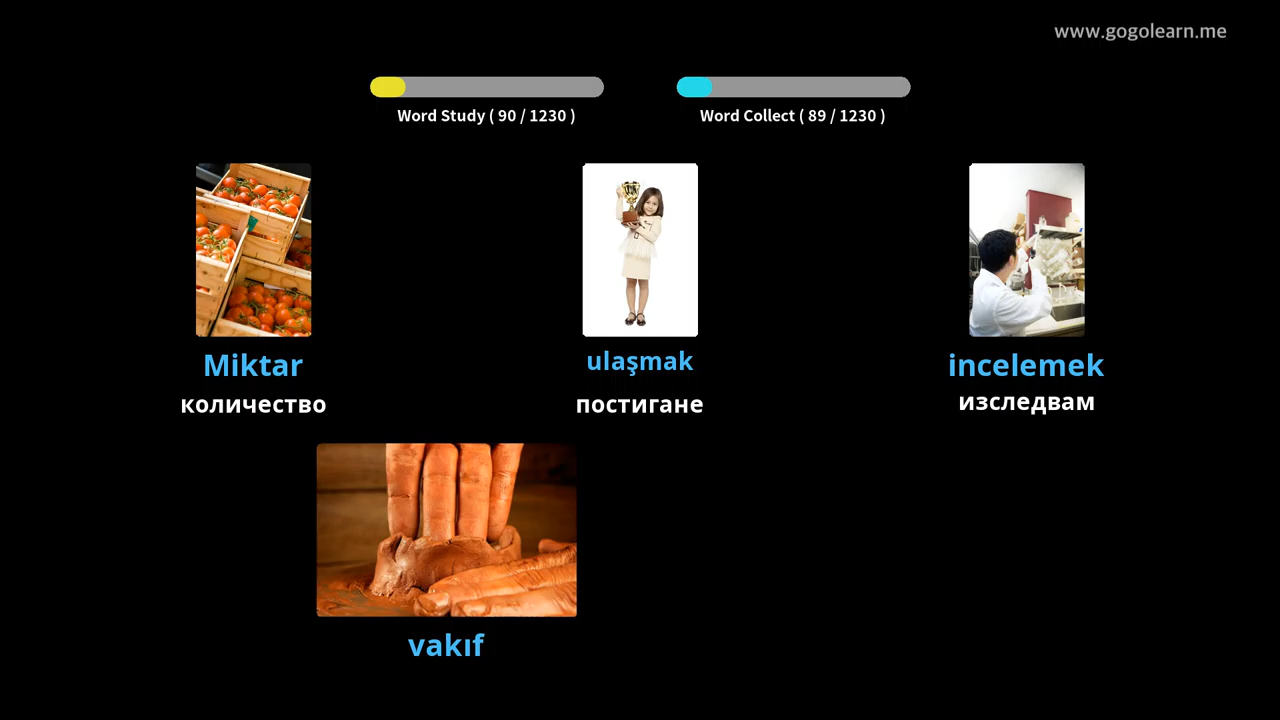 www.gogolearn.me
Word Study ( 90 / 1230 )
Word Collect ( 89 / 1230 )
Miktar
ulaşmak
incelemek
количество
постигане
изследвам
vakıf